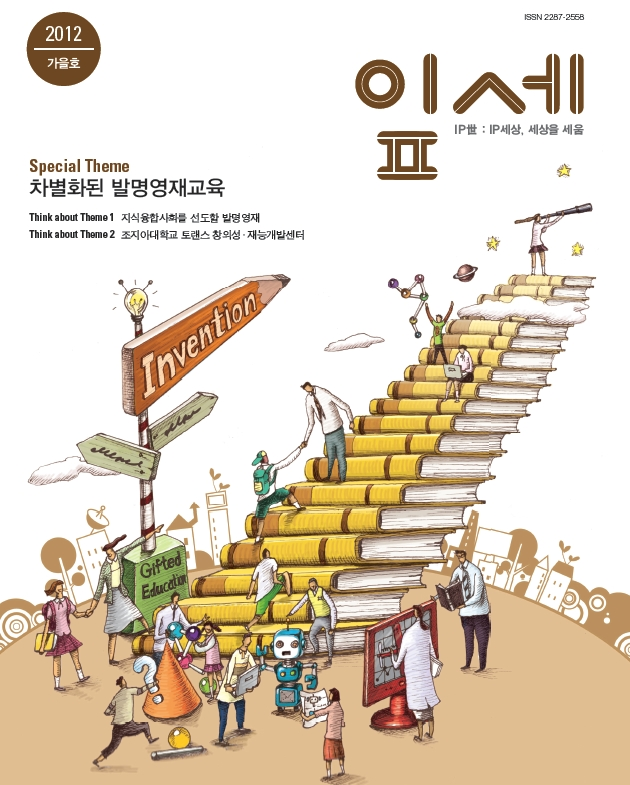 ISSN 2287-2558
2012
가을호
잎세
IP世 : IP세상, 세상을 세움
Special Theme
차별화된 발명영재교육
Think about Theme 1 지식융합사회를 선도할 발명영재
Think about Theme 2 조지아대학교 토랜스 창의성·재능개발센터
Invention
Gifted
Education
?